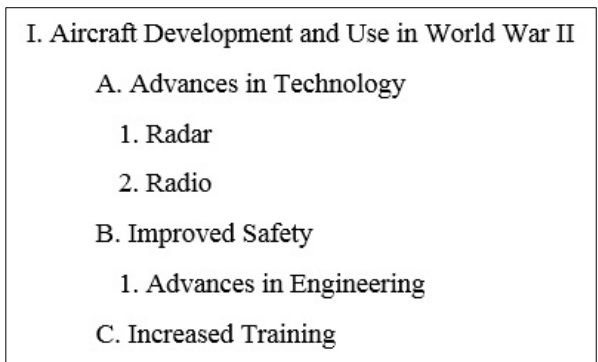 I. Aircraft Development and Use in World War II
A. Advances in Technology
1. Radar
2. Radio
B. Improved Safety
1. Advances in Engineering
C. Increased Training